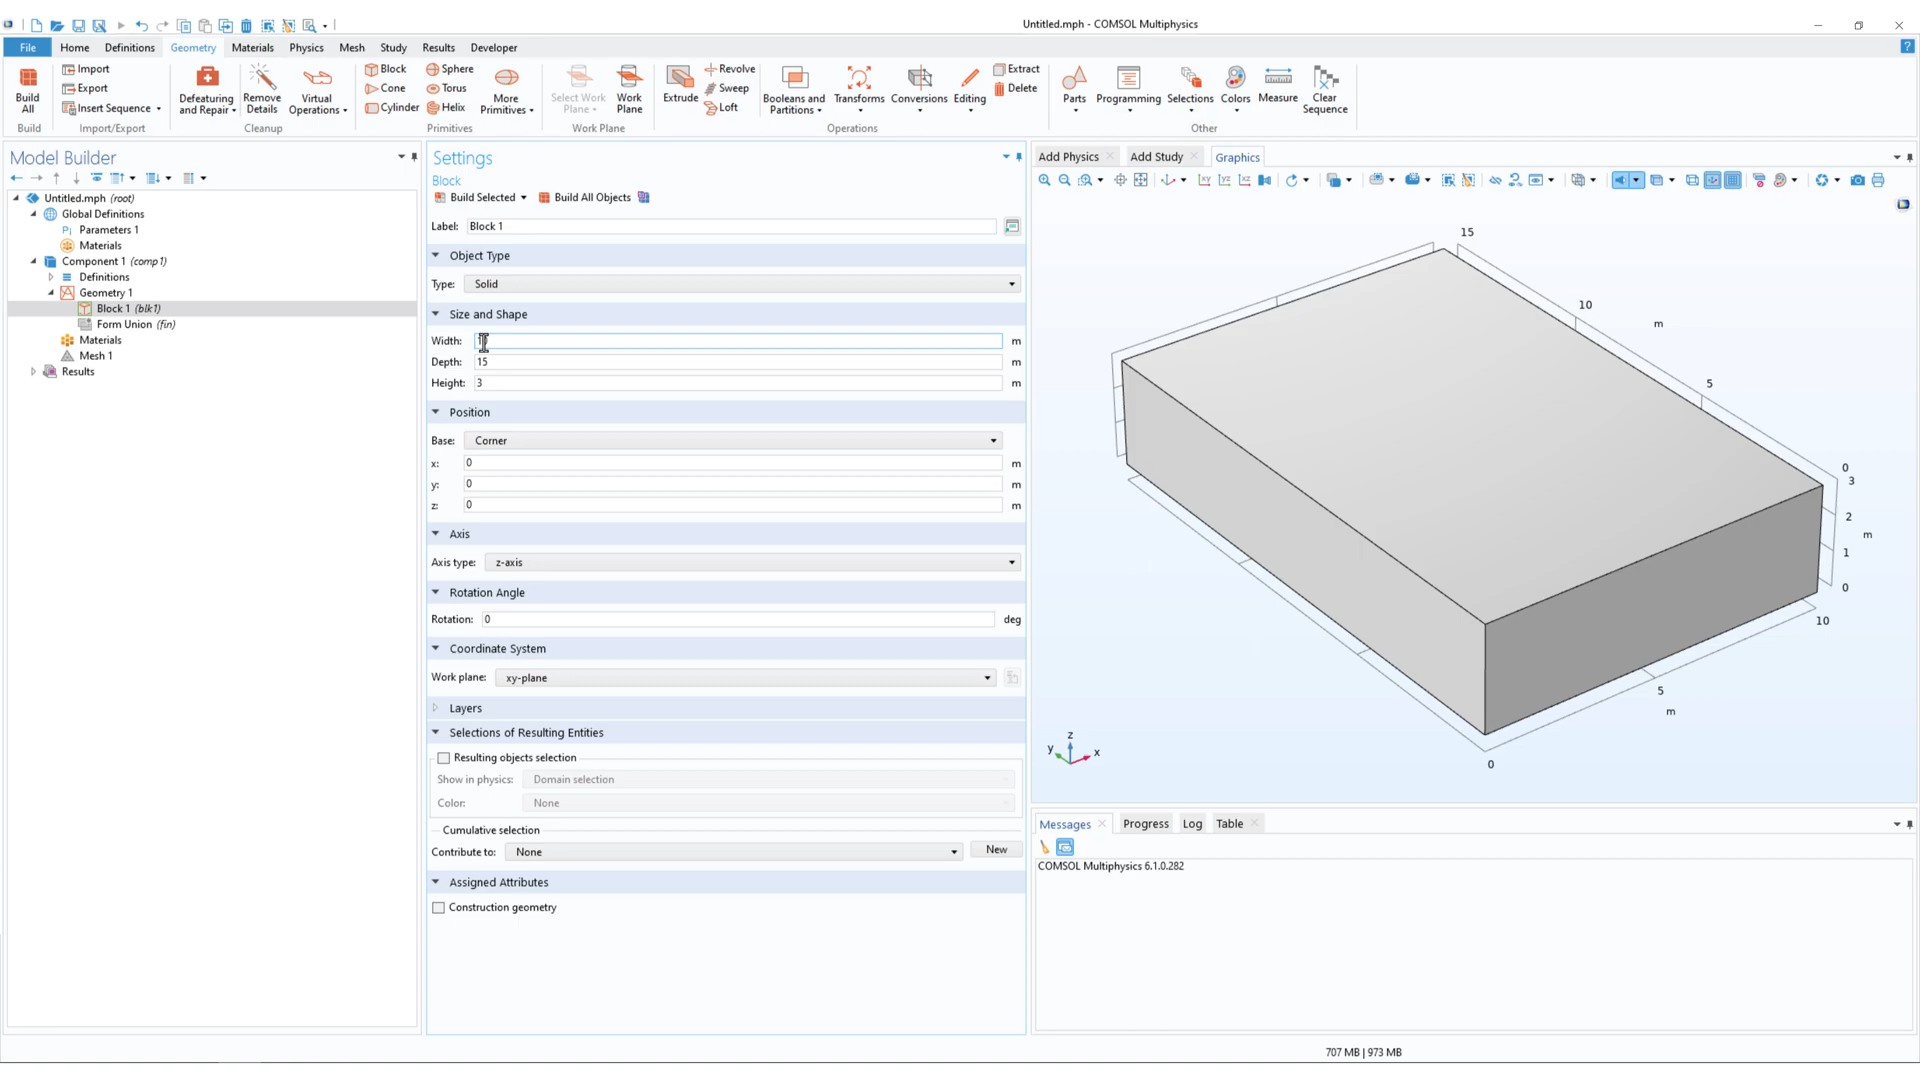 Untitled.mph - COMSOL Multiphysics
File Home Definitions Geometry Materials Physics Mesh Study Results Developer
Build All
Build
Import
Export
Insert Sequence
Import/Export
Defeaturing and Repair
Remove Details
Virtual Operations
Cleanup
Block
Cone
Cylinder
Sphere
Torus
Helix
More Primitives
Primitives
Select Work Plane
Work Plane
Work Plane
Extrude
Revolve
Sweep
Loft
Booleans and Partitions
Transforms
Conversions
Editing
Extract
Delete
Operations
Parts
Programming
Selections
Colors
Measure
Clear Sequence
Other
Model Builder
Untitled.mph (root)
Global Definitions
Pi Parameters 1
Materials
Component 1 (comp1)
Definitions
Geometry 1
Block 1 (blk1)
Form Union (fin)
Materials
Mesh 1
Results
Settings
Block
Build Selected Build All Objects
Label: Block 1
Object Type
Type: Solid
Size and Shape
Width: m
Depth: 15 m
Height: 3 m
Position
Base: Corner
x: 0 m
y: 0 m
z: 0 m
Axis
Axis type: z-axis
Rotation Angle
Rotation: 0 deg
Coordinate System
Work plane: xy-plane
Layers
Selections of Resulting Entities
Resulting objects selection
Show in physics: Domain selection
Color: None
Cumulative selection
Contribute to: None New
Assigned Attributes
Construction geometry
Add Physics Add Study Graphics
xy yz xz
15
10
m
5
0
3
2
m
1
0
10
5
m
0
z
y x
Messages Progress Log Table
COMSOL Multiphysics 6.1.0.282
707 MB | 973 MB